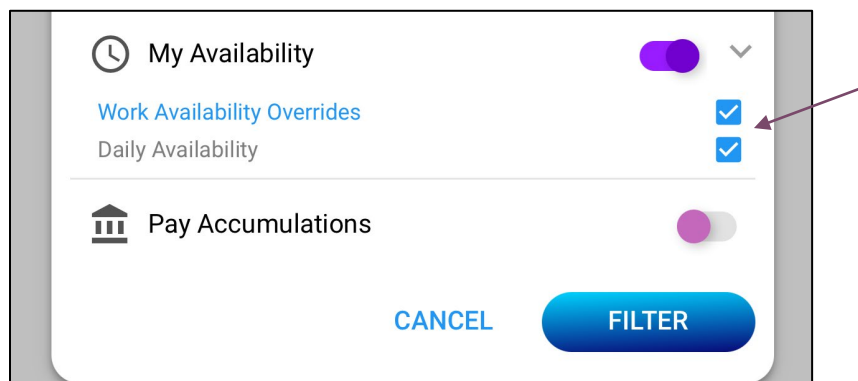 My Availability
Work Availability Overrides
Daily Availability
Pay Accumulations
CANCEL FILTER